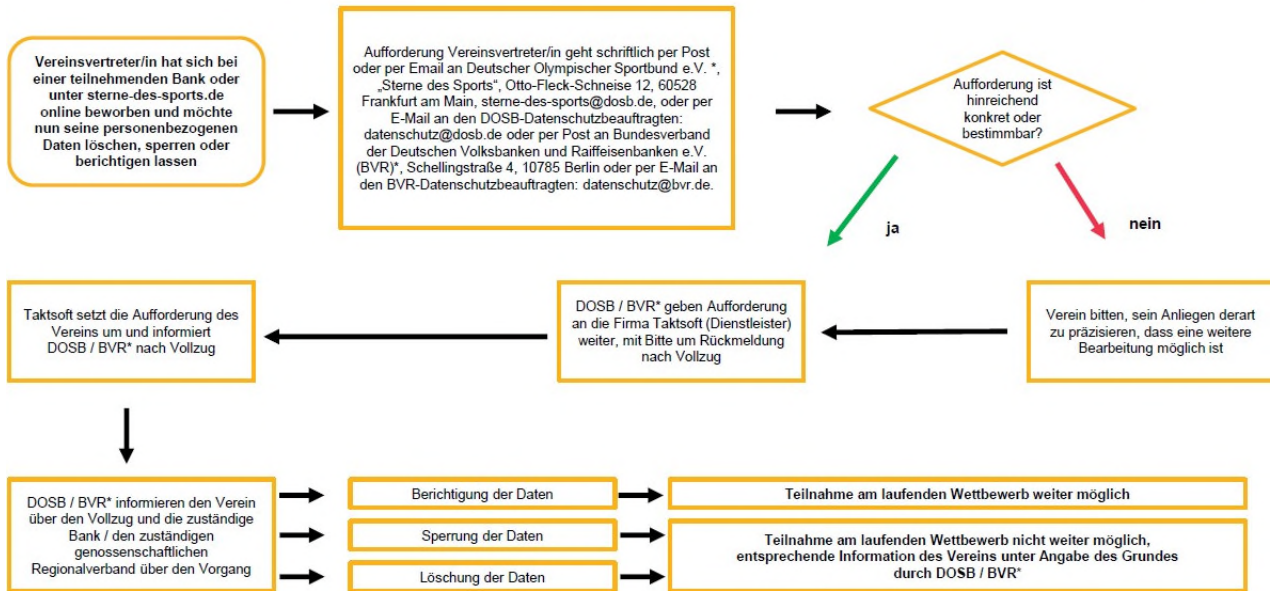 Vereinsvertreter/in hat sich bei
einer teilnehmenden Bank oder
unter sterne-des-sports.de
online beworben und möchte
nun seine personenbezogenen
Daten löschen, sperren oder
berichtigen lassen
Aufforderung Vereinsvertreter/in geht schriftlich per Post
oder per Email an Deutscher Olympischer Sportbund e.V. *,
„Sterne des Sports“, Otto-Fleck-Schneise 12, 60528
Frankfurt am Main, sterne-des-sports@dosb.de, oder per
E-Mail an den DOSB-Datenschutzbeauftragten:
datenschutz@dosb.de oder per Post an Bundesverband
der Deutschen Volksbanken und Raiffeisenbanken e.V.
(BVR)*, Schellingstraße 4, 10785 Berlin oder per E-Mail an
den BVR-Datenschutzbeauftragten: datenschutz@bvr.de.
Aufforderung ist
hinreichend
konkret oder
bestimmbar?
ja
nein
Verein bitten, sein Anliegen derart
zu präzisieren, dass eine weitere
Bearbeitung möglich ist
DOSB / BVR* geben Aufforderung
an die Firma Taktsoft (Dienstleister)
weiter, mit Bitte um Rückmeldung
nach Vollzug
Taktsoft setzt die Aufforderung des
Vereins um und informiert
DOSB / BVR* nach Vollzug
DOSB / BVR* informieren den Verein
über den Vollzug und die zuständige
Bank / den zuständigen
genossenschaftlichen
Regionalverband über den Vorgang
Berichtigung der Daten
Teilnahme am laufenden Wettbewerb weiter möglich
Sperrung der Daten
Löschung der Daten
Teilnahme am laufenden Wettbewerb nicht weiter möglich,
entsprechende Information des Vereins unter Angabe des Grundes
durch DOSB / BVR*